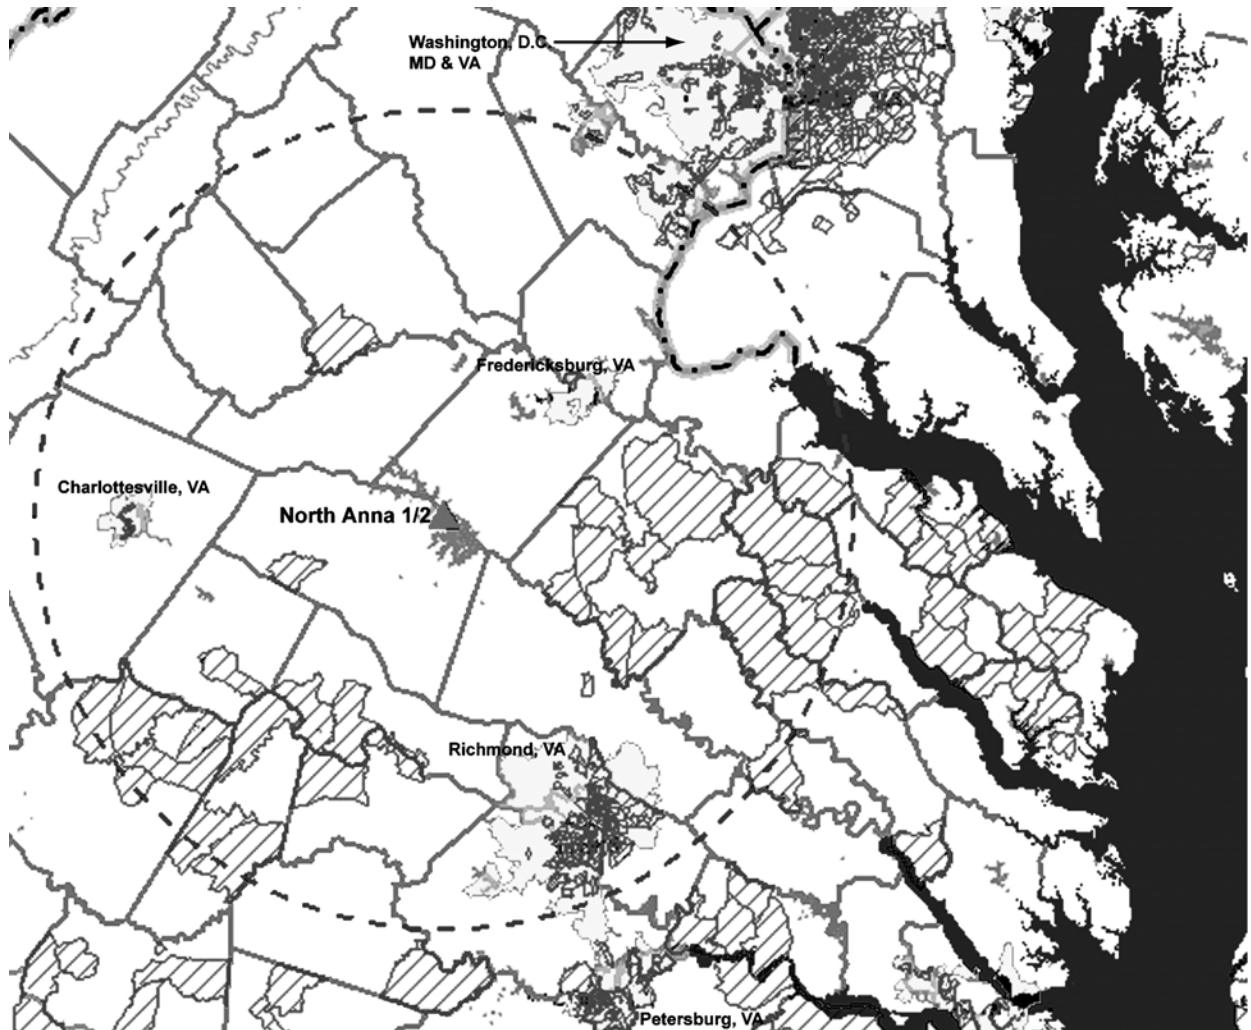 Washington, D.C.
MD & VA
Fredericksburg, VA
Charlottesville, VA
North Anna 1/2
Richmond, VA
Petersburg, VA